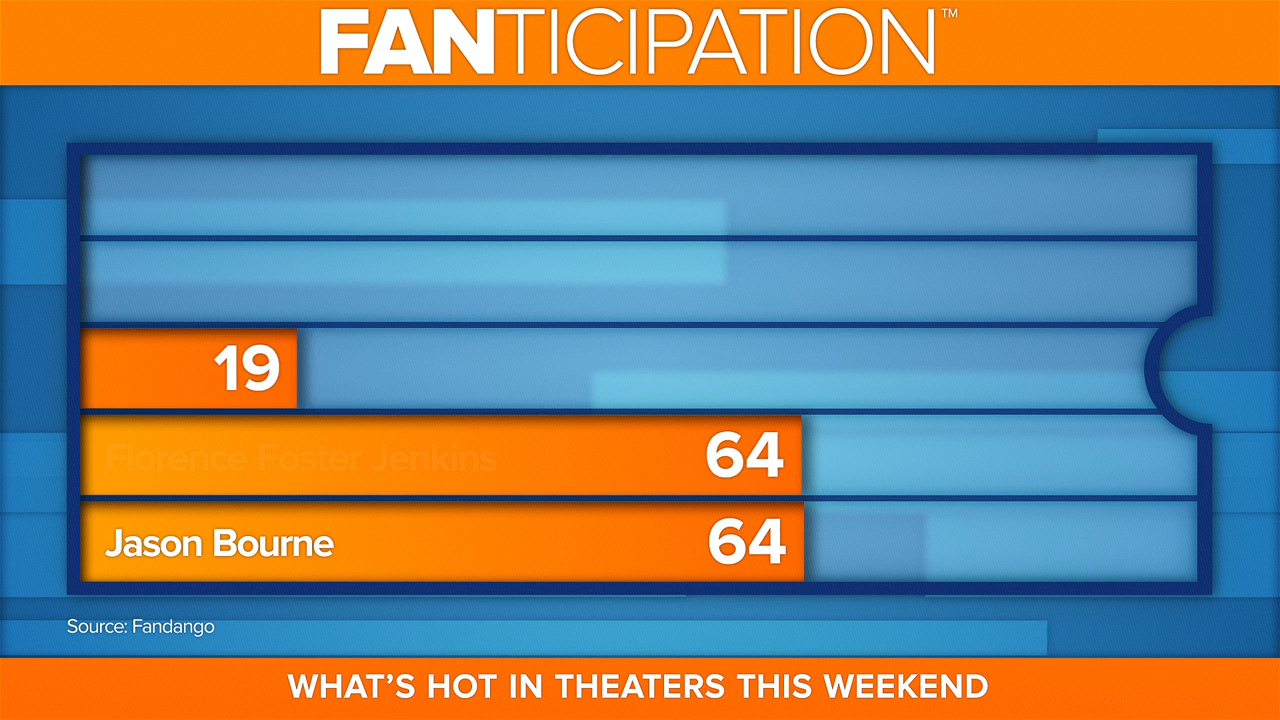 FANTICIPATION™
19
Florence Foster Jenkins 64
Jason Bourne 64
Source: Fandango
WHAT'S HOT IN THEATERS THIS WEEKEND